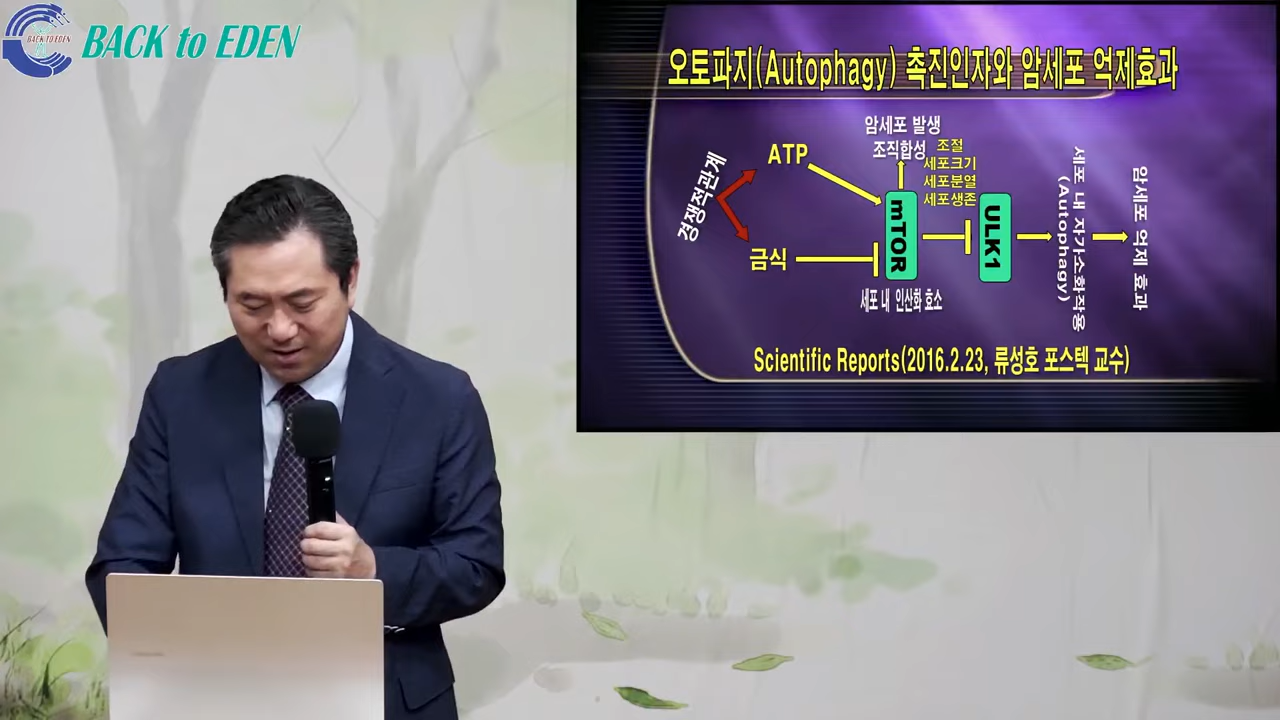 BACK TO EDEN
BACK to EDEN
오토파지(Autophagy) 촉진인자와 암세포 억제효과
암세포 발생
조직합성
조절
세포크기
세포분열
세포생존
경쟁적관계
ATP
금식
mTOR
세포 내 인산화 효소
ULK1
세포 내 자가소화작용
(Autophagy)
암세포 억제 효과
Scientific Reports(2016.2.23, 류성호 포스텍 교수)